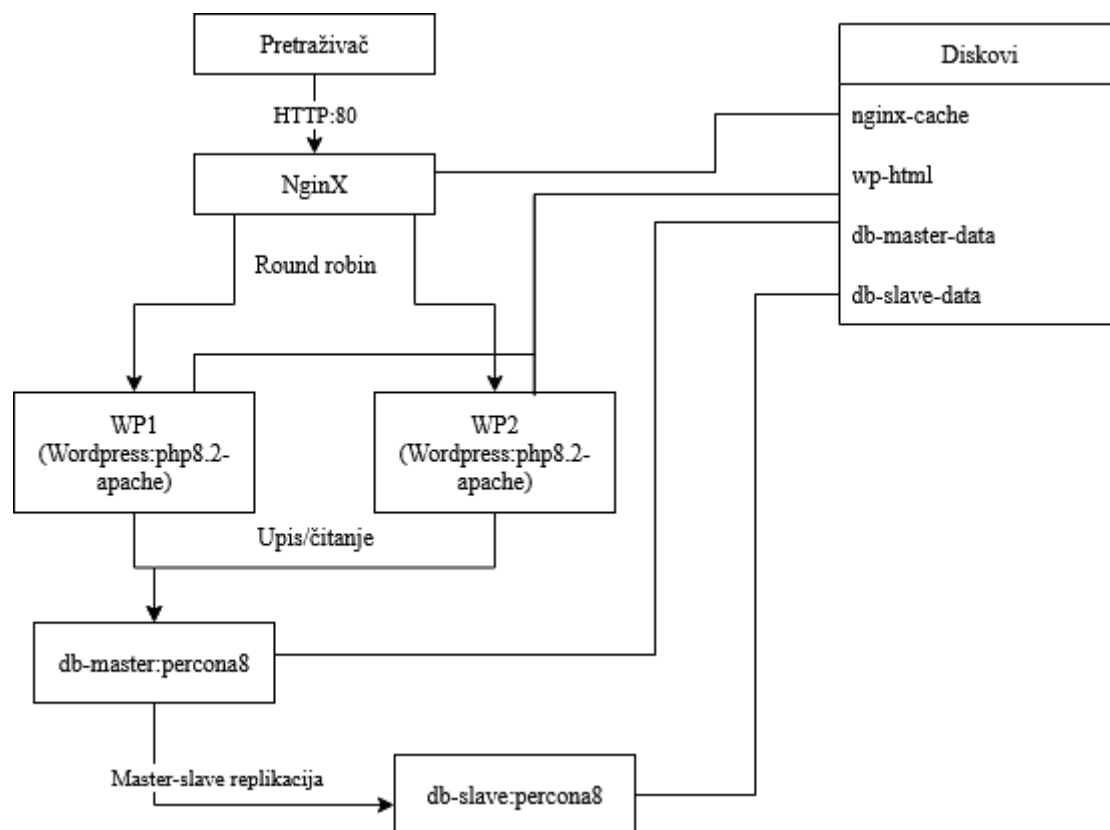 Pretraživač
HTTP:80
NginX
Round robin
WP1
(Wordpress:php8.2-
apache)
WP2
(Wordpress:php8.2-
apache)
Upis/čitanje
db-master:percona8
Master-slave replikacija
db-slave:percona8
Diskovi
nginx-cache
wp-html
db-master-data
db-slave-data